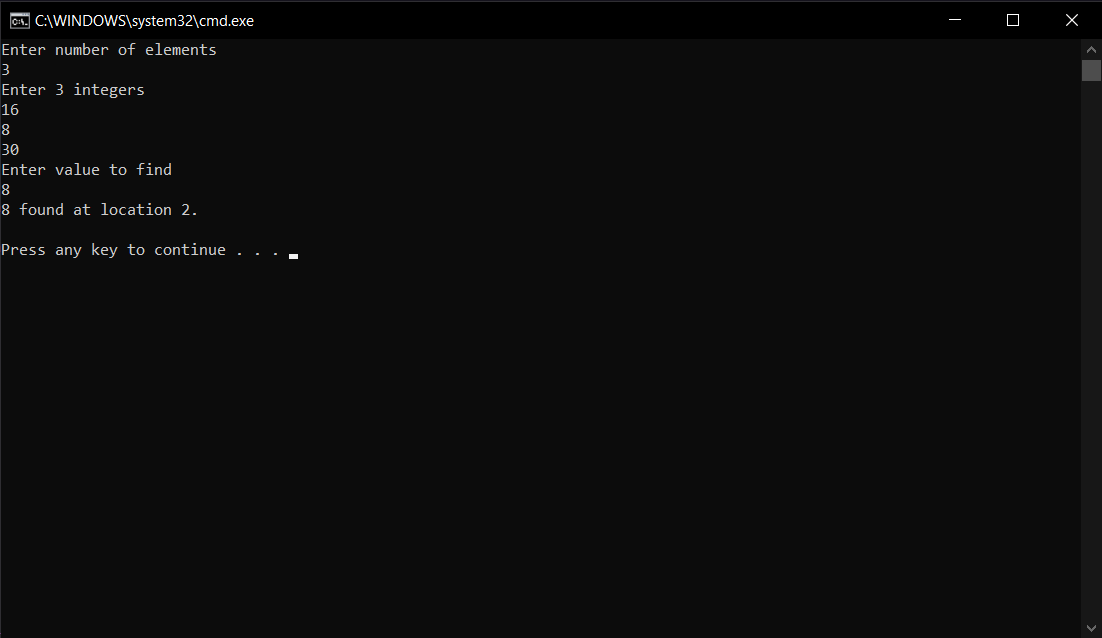 C:\WINDOWS\system32\cmd.exe
Enter number of elements
3
Enter 3 integers
16
8
30
Enter value to find
8
8 found at location 2.
Press any key to continue . . .